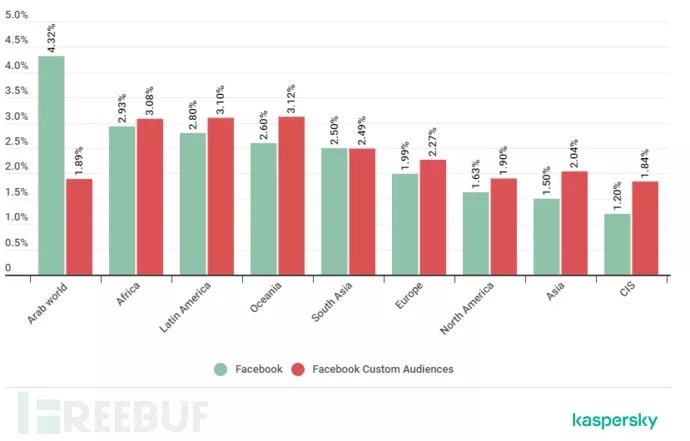 5.0%
4.5%
4.0%
3.5%
3.0%
2.5%
2.0%
1.5%
1.0%
0.5%
0
4.32%
1.89%
2.93%
3.08%
2.80%
3.10%
2.60%
3.12%
2.50%
2.49%
1.99%
2.27%
1.63%
1.90%
1.50%
2.04%
1.20%
1.84%
Arab world
Africa
Latin America
Oceania
South Asia
Europe
North America
Asia
CIS
Facebook
Facebook Custom Audiences
FREEBUF
kaspersky